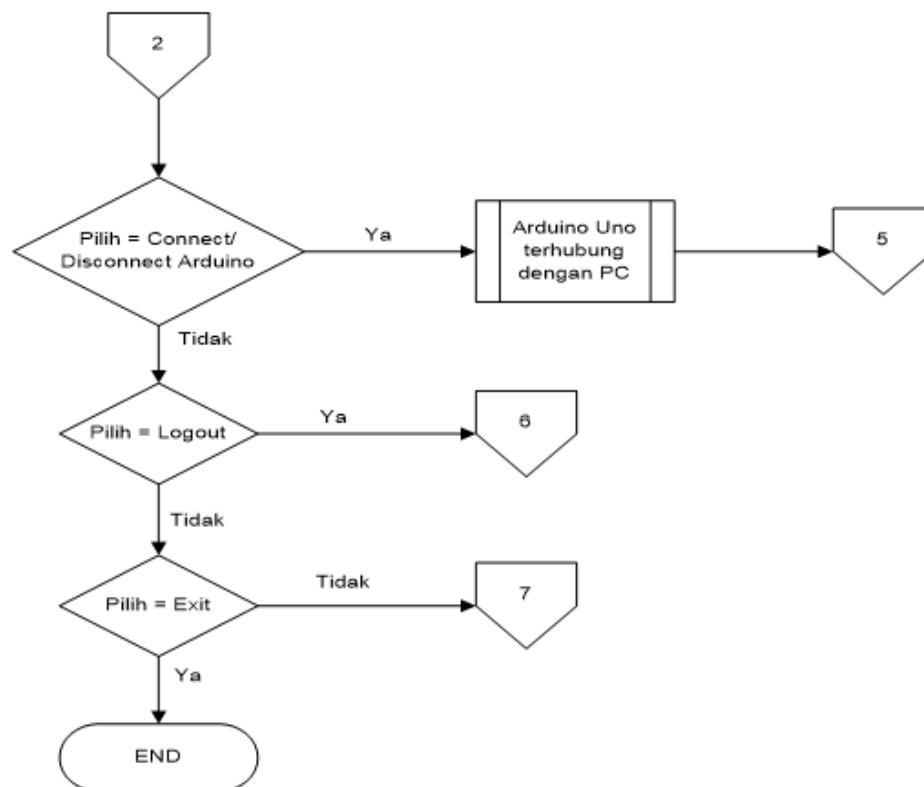 2
Pilih = Connect/
Disconnect Arduino
Ya
Arduino Uno
terhubung
dengan PC
5
Tidak
Pilih = Logout
Ya
6
Tidak
Pilih = Exit
Tidak
7
Ya
END